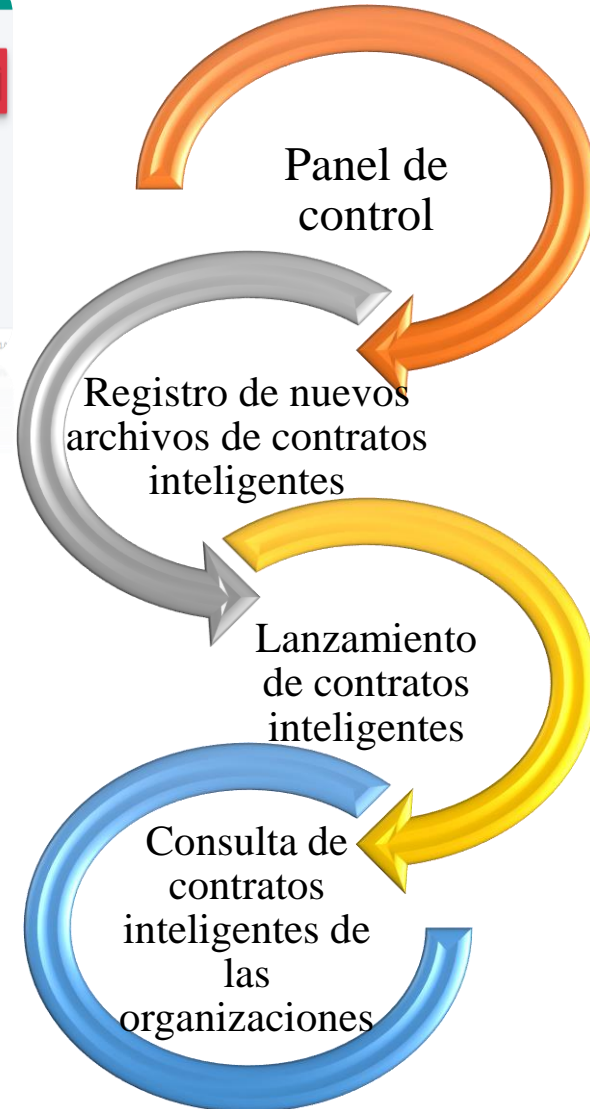 Panel de
control
Registro de nuevos
archivos de contratos
inteligentes
Lanzamiento
de contratos
inteligentes
Consulta de
contratos
inteligentes de
las
organizaciones